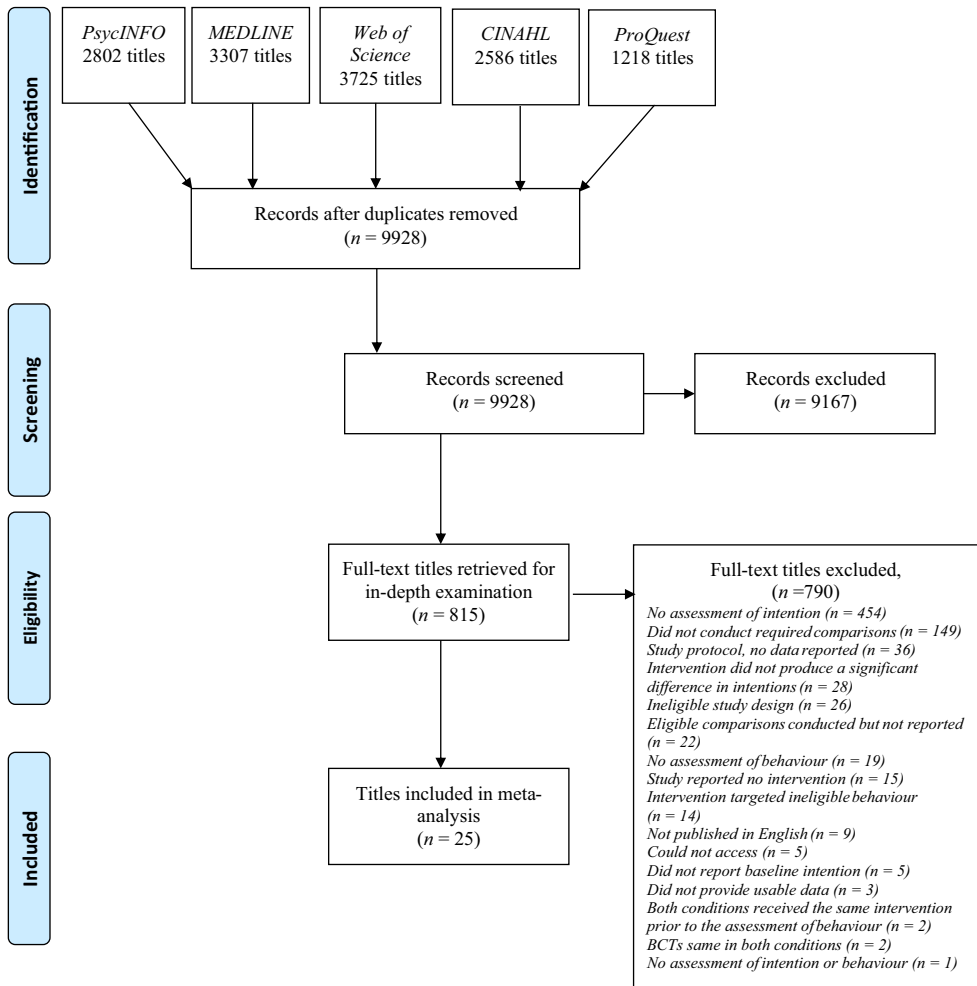 PsycINFO
2802 titles
MEDLINE
3307 titles
Web of
Science
3725 titles
CINAHL
2586 titles
ProQuest
1218 titles
Identification
Records after duplicates removed
(n = 9928)
Screening
Records screened
(n = 9928)
Records excluded
(n = 9167)
Eligibility
Full-text titles retrieved for
in-depth examination
(n = 815)
Full-text titles excluded,
(n =790)
No assessment of intention (n = 454)
Did not conduct required comparisons (n = 149)
Study protocol, no data reported (n = 36)
Intervention did not produce a significant
difference in intentions (n = 28)
Ineligible study design (n = 26)
Eligible comparisons conducted but not reported
(n = 22)
No assessment of behaviour (n = 19)
Study reported no intervention (n = 15)
Intervention targeted ineligible behaviour
(n = 14)
Not published in English (n = 9)
Could not access (n = 5)
Did not report baseline intention (n = 5)
Did not provide usable data (n = 3)
Both conditions received the same intervention
prior to the assessment of behaviour (n = 2)
BCTs same in both conditions (n = 2)
No assessment of intention or behaviour (n = 1)
Included
Titles included in meta-
analysis
(n = 25)